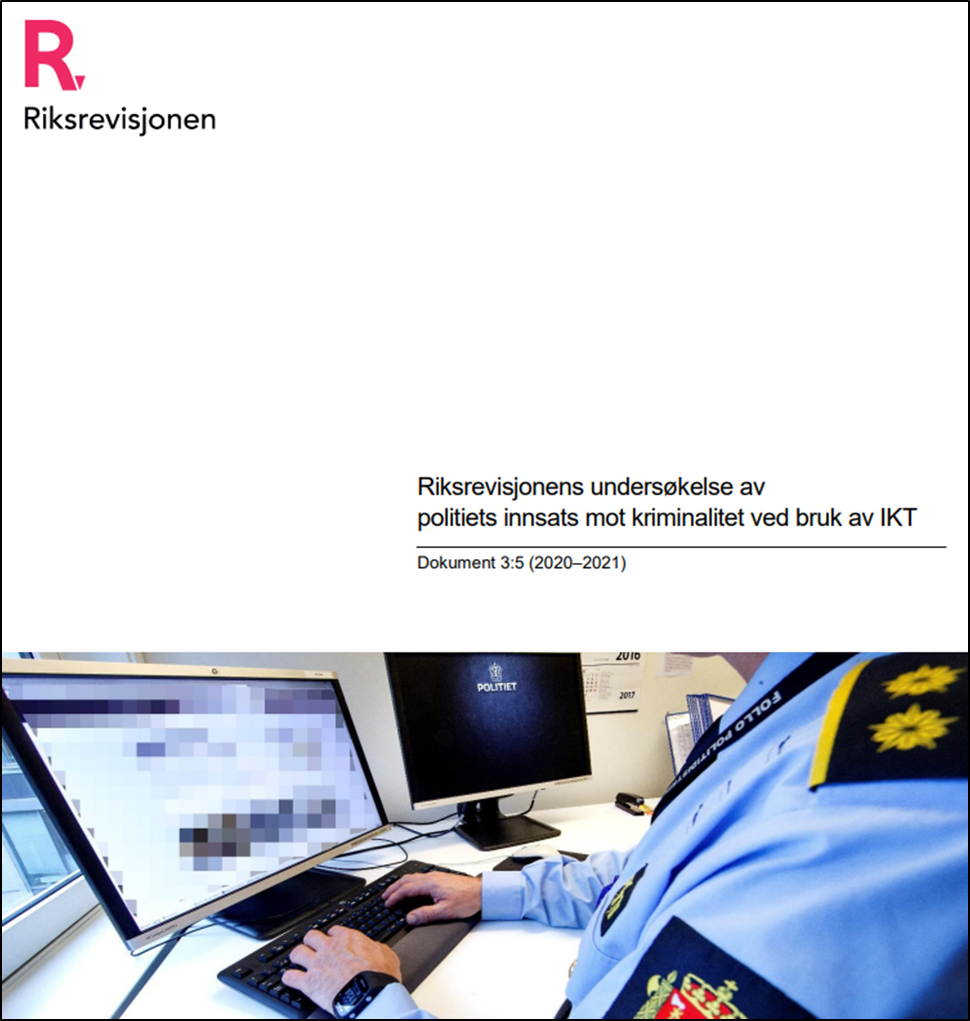 R
Riksrevisjonen
Riksrevisjonens undersøkelse av
politiets innsats mot kriminalitet ved bruk av IKT
Dokument 3:5 (2020–2021)
POLITIET
2016
2017
FOLLO POLITIDIST